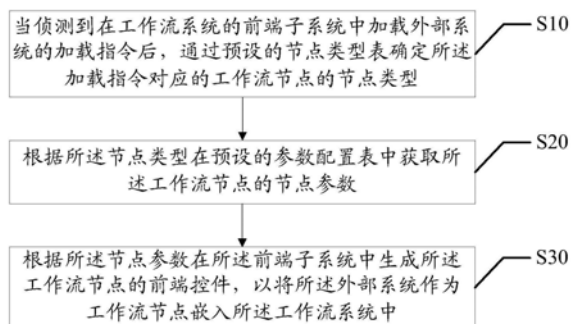 当侦测到在工作流系统的前端子系统中加载外部
系统的加载指令后，通过预设的节点类型表确定所述
加载指令对应的工作流节点的节点类型
S10
根据所述节点类型在预设的参数配置表中获取所
述工作流节点的节点参数
S20
根据所述节点参数在所述前端子系统中生成所述
工作流节点的前端控件，以将所述外部系统作为
工作流节点嵌入所述工作流系统中
S30